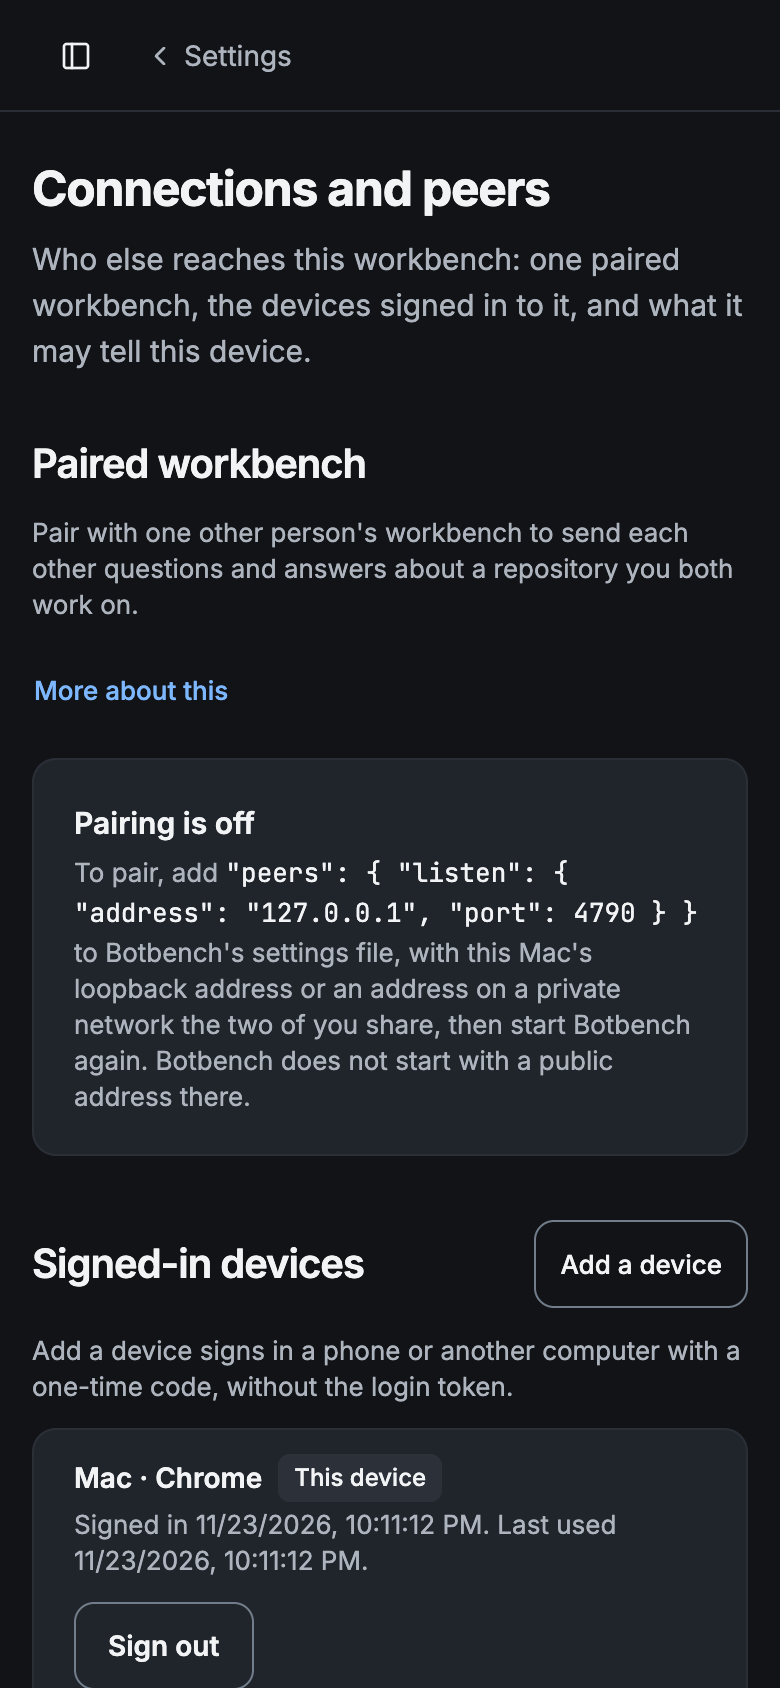 Settings
Connections and peers
Who else reaches this workbench: one paired
workbench, the devices signed in to it, and what it
may tell this device.
Paired workbench
Pair with one other person's workbench to send each
other questions and answers about a repository you both
work on.
More about this
Pairing is off
To pair, add "peers": { "listen": {
"address": "127.0.0.1", "port": 4790 } }
to Botbench's settings file, with this Mac's
loopback address or an address on a private
network the two of you share, then start Botbench
again. Botbench does not start with a public
address there.
Signed-in devices
Add a device
Add a device signs in a phone or another computer with a
one-time code, without the login token.
Mac · Chrome This device
Signed in 11/23/2026, 10:11:12 PM. Last used
11/23/2026, 10:11:12 PM.
Sign out